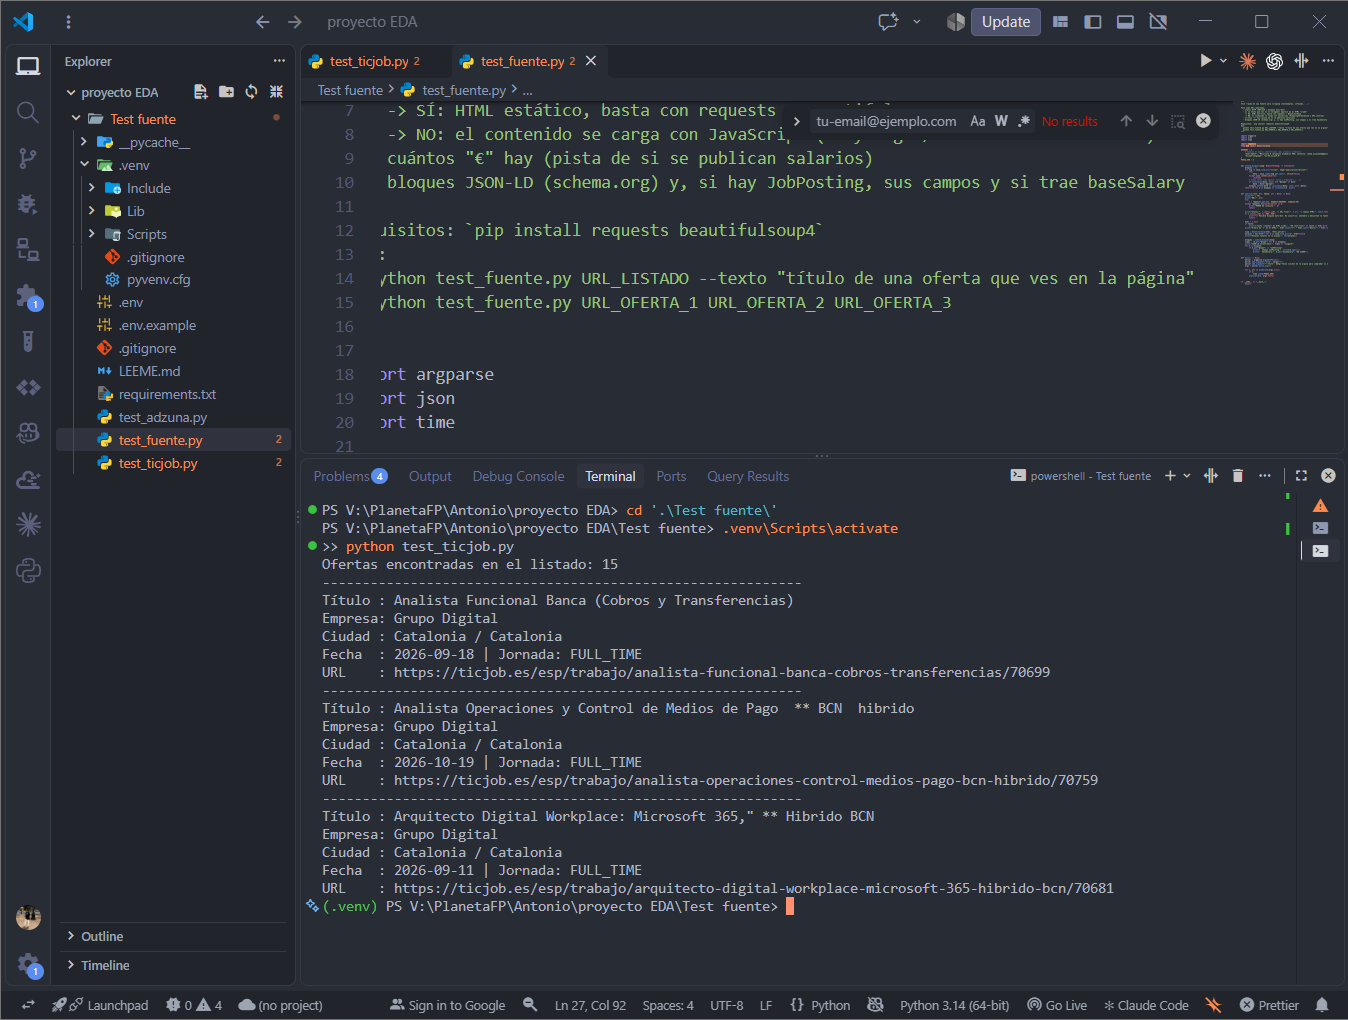 proyecto EDA
Update
Explorer
proyecto EDA
Test fuente
__pycache__
.venv
Include
Lib
Scripts
.gitignore
pyvenv.cfg
.env
.env.example
.gitignore
LEEME.md
requirements.txt
test_adzuna.py
test_fuente.py 2
test_ticjob.py 2
Outline
Timeline
1
1
test_ticjob.py 2
test_fuente.py 2
Test fuente > test_fuente.py > ...
tu-email@ejemplo.com Aa W .* No results
7 -> SÍ: HTML estático, basta con requests
8 -> NO: el contenido se carga con JavaScrip
9 cuántos "€" hay (pista de si se publican salarios)
10 bloques JSON-LD (schema.org) y, si hay JobPosting, sus campos y si trae baseSalary
11
12 uisitos: `pip install requests beautifulsoup4`
13 :
14 ython test_fuente.py URL_LISTADO --texto "título de una oferta que ves en la página"
15 ython test_fuente.py URL_OFERTA_1 URL_OFERTA_2 URL_OFERTA_3
16
17
18 ort argparse
19 ort json
20 ort time
21
Problems 4 Output Debug Console Terminal Ports Query Results
powershell - Test fuente
PS V:\PlanetaFP\Antonio\proyecto EDA> cd '.\Test fuente\'
PS V:\PlanetaFP\Antonio\proyecto EDA\Test fuente> .venv\Scripts\activate
>> python test_ticjob.py
Ofertas encontradas en el listado: 15
------------------------------------------------------------
Título : Analista Funcional Banca (Cobros y Transferencias)
Empresa: Grupo Digital
Ciudad : Catalonia / Catalonia
Fecha  : 2026-09-18 | Jornada: FULL_TIME
URL    : https://ticjob.es/esp/trabajo/analista-funcional-banca-cobros-transferencias/70699
------------------------------------------------------------
Título : Analista Operaciones y Control de Medios de Pago  ** BCN  hibrido
Empresa: Grupo Digital
Ciudad : Catalonia / Catalonia
Fecha  : 2026-10-19 | Jornada: FULL_TIME
URL    : https://ticjob.es/esp/trabajo/analista-operaciones-control-medios-pago-bcn-hibrido/70759
------------------------------------------------------------
Título : Arquitecto Digital Workplace: Microsoft 365," ** Hibrido BCN
Empresa: Grupo Digital
Ciudad : Catalonia / Catalonia
Fecha  : 2026-09-11 | Jornada: FULL_TIME
URL    : https://ticjob.es/esp/trabajo/arquitecto-digital-workplace-microsoft-365-hibrido-bcn/70681
(.venv) PS V:\PlanetaFP\Antonio\proyecto EDA\Test fuente>
Launchpad 0 4 (no project) Sign in to Google Ln 27, Col 92 Spaces: 4 UTF-8 LF {} Python Python 3.14 (64-bit) Go Live Claude Code Prettier